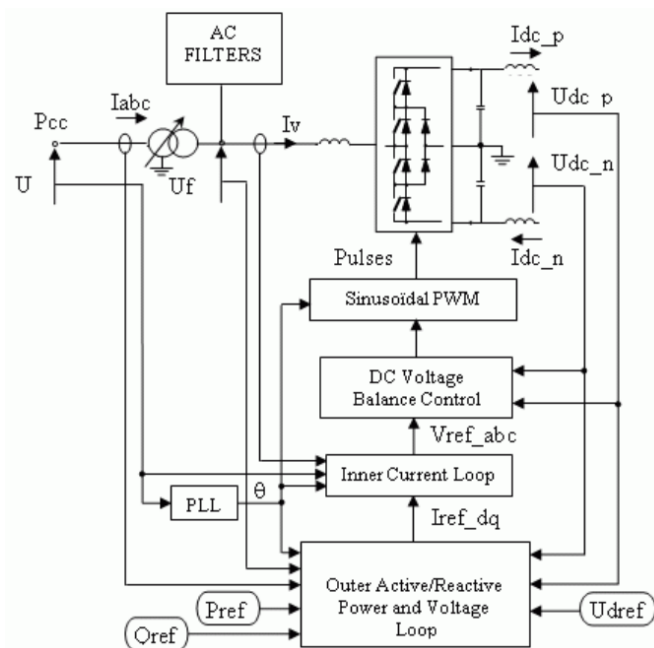 AC
FILTERS
Idc_p
Iabc
Pcc
Iv
Udc_p
U
Uf
Udc_n
Idc_n
Pulses
Sinusoïdal PWM
DC Voltage
Balance Control
Vref_abc
Inner Current Loop
PLL
θ
Iref_dq
Outer Active/Reactive
Power and Voltage
Loop
Pref
Qref
Udref